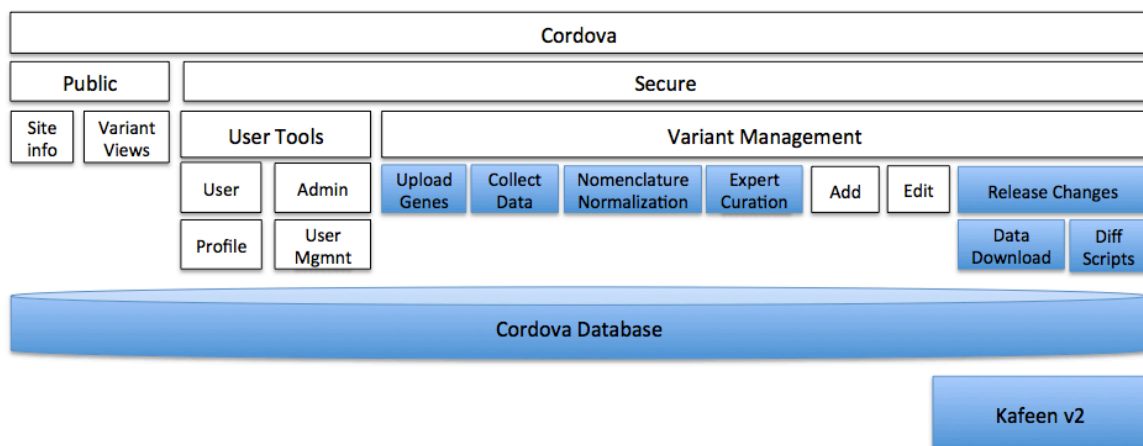 Cordova
Public
Secure
Site
info
Variant
Views
User Tools
Variant Management
User
Admin
Upload
Genes
Collect
Data
Nomenclature
Normalization
Expert
Curation
Add
Edit
Release Changes
Profile
User
Mgmnt
Data
Download
Diff
Scripts
Cordova Database
Kafeen v2